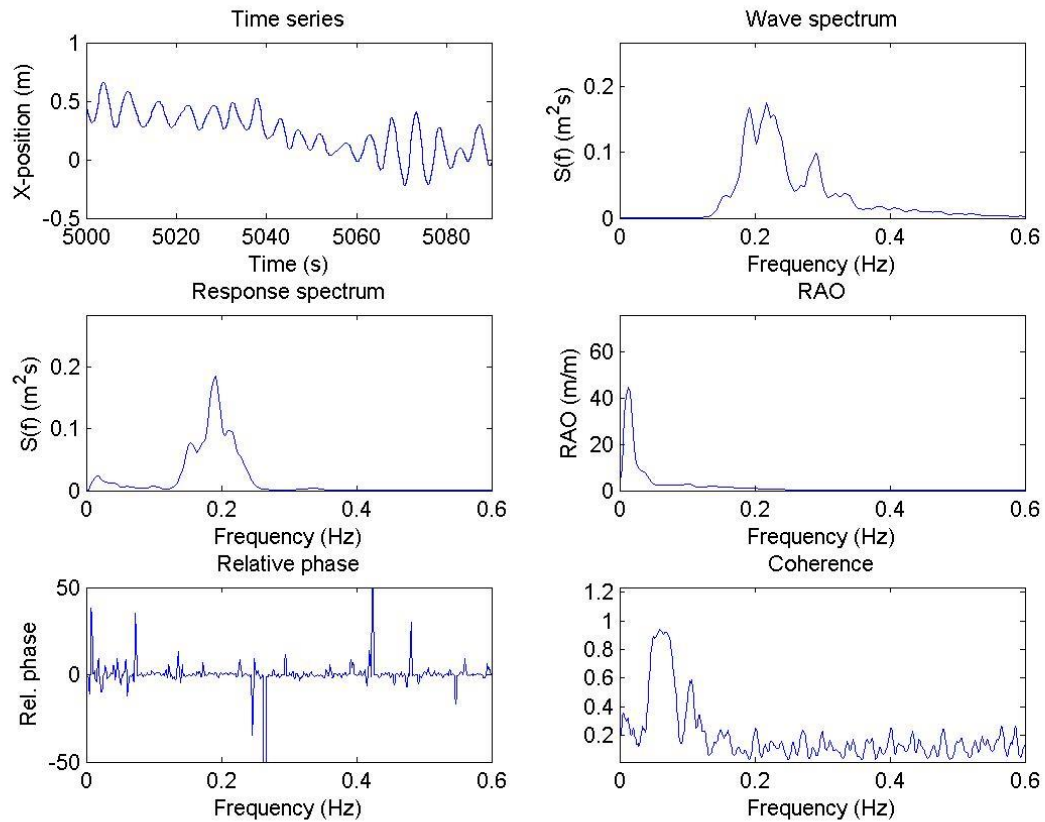 Time series
X-position (m)
1
0.5
0
-0.5
5000 5020 5040 5060 5080
Time (s)
Wave spectrum
S(f) (m²s)
0.2
0.1
0
0 0.2 0.4 0.6
Frequency (Hz)
Response spectrum
S(f) (m²s)
0.2
0.1
0
0 0.2 0.4 0.6
Frequency (Hz)
RAO
RAO (m/m)
60
40
20
0
0 0.2 0.4 0.6
Frequency (Hz)
Relative phase
Rel. phase
50
0
-50
0 0.2 0.4 0.6
Frequency (Hz)
Coherence
1.2
1
0.8
0.6
0.4
0.2
0 0.2 0.4 0.6
Frequency (Hz)